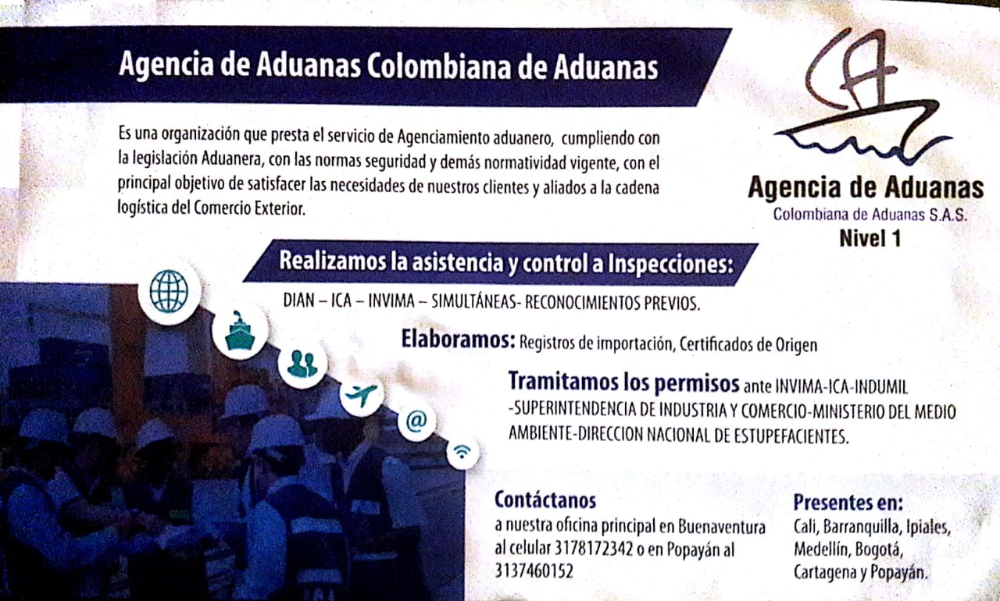 Agencia de Aduanas Colombiana de Aduanas
Es una organización que presta el servicio de Agenciamiento aduanero, cumpliendo con
la legislación Aduanera, con las normas seguridad y demás normatividad vigente, con el
principal objetivo de satisfacer las necesidades de nuestros clientes y aliados a la cadena
logística del Comercio Exterior.
CA
Agencia de Aduanas
Colombiana de Aduanas S.A.S.
Nivel 1
Realizamos la asistencia y control a Inspecciones:
DIAN – ICA – INVIMA – SIMULTÁNEAS- RECONOCIMIENTOS PREVIOS.
Elaboramos: Registros de importación, Certificados de Origen
Tramitamos los permisos ante INVIMA-ICA-INDUMIL
-SUPERINTENDENCIA DE INDUSTRIA Y COMERCIO-MINISTERIO DEL MEDIO
AMBIENTE-DIRECCION NACIONAL DE ESTUPEFACIENTES.
@
Contáctanos
a nuestra oficina principal en Buenaventura
al celular 3178172342 o en Popayán al
3137460152
Presentes en:
Cali, Barranquilla, Ipiales,
Medellín, Bogotá,
Cartagena y Popayán.